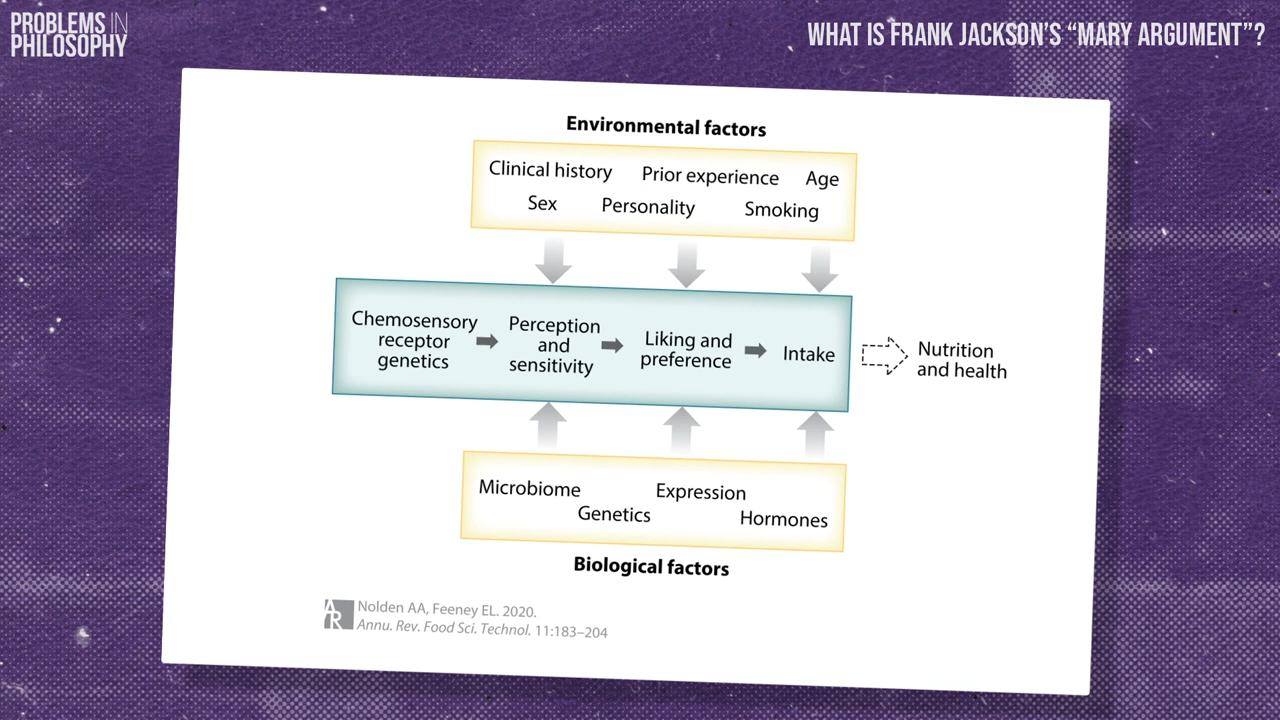 PROBLEMS IN
PHILOSOPHY
WHAT IS FRANK JACKSON'S “MARY ARGUMENT”?
Environmental factors
Clinical history Prior experience Age
Sex Personality Smoking
Chemosensory
receptor
genetics
Perception
and
sensitivity
Liking and
preference
Intake
Nutrition
and health
Microbiome Expression
Genetics Hormones
Biological factors
AR
Nolden AA, Feeney EL. 2020.
Annu. Rev. Food Sci. Technol. 11:183–204